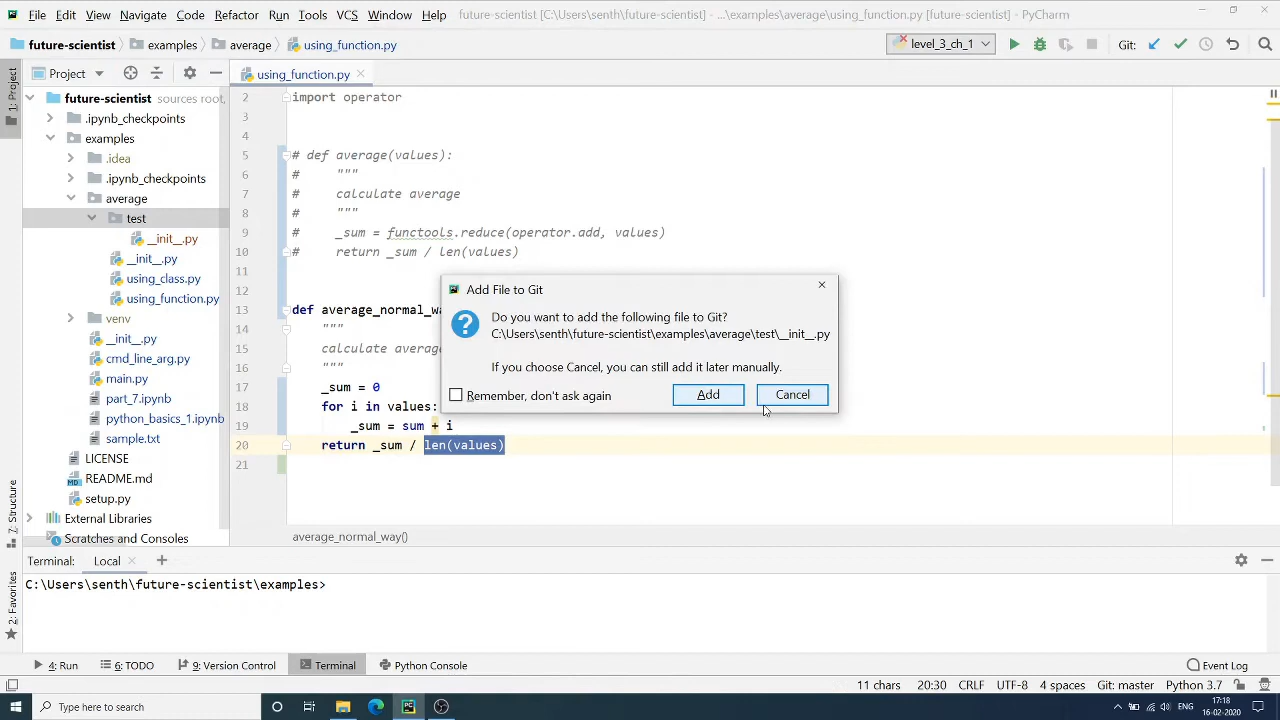 File Edit View Navigate Code Refactor Run Tools VCS Window Help future-scientist [C:\Users\senth\future-scientist] - ...\examples\average\using_function.py [future-scientist] - PyCharm
future-scientist examples average using_function.py level_3_ch_1 Git:
1: Project
Project
using_function.py
future-scientist sources root,
.ipynb_checkpoints
examples
.idea
.ipynb_checkpoints
average
test
__init__.py
__init__.py
using_class.py
using_function.py
venv
__init__.py
cmd_line_arg.py
main.py
part_7.ipynb
python_basics_1.ipynb
sample.txt
LICENSE
README.md
setup.py
External Libraries
Scratches and Consoles
2 import operator
3
4
5 # def average(values):
6 # """
7 # calculate average
8 # """
9 # _sum = functools.reduce(operator.add, values)
10 # return _sum / len(values)
11
12
13 def average_normal_wa
14 """
15 calculate average
16 """
17 _sum = 0
18 for i in values:
19 _sum = sum + i
20 return _sum / len(values)
21
average_normal_way()
Add File to Git
Do you want to add the following file to Git?
C:\Users\senth\future-scientist\examples\average\test\__init__.py
If you choose Cancel, you can still add it later manually.
Remember, don't ask again
Add
Cancel
7: Structure
2: Favorites
Terminal: Local
C:\Users\senth\future-scientist\examples>
4: Run 6: TODO 9: Version Control Terminal Python Console Event Log
11 chars 20:30 CRLF UTF-8 4 spaces Git: master Python 3.7
Type here to search
ENG
17:18
16-02-2020